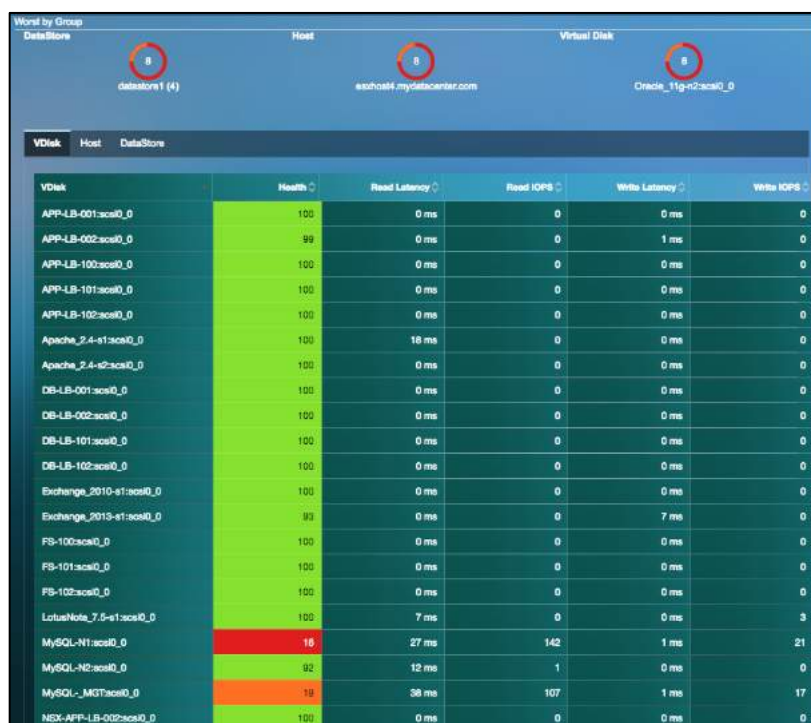 Worst by Group
DataStore Host Virtual Disk
8 8 8
datastore1 (4) esxhost4.mydatacenter.com Oracle_11g-n2:scsi0_0
VDisk Host DataStore
VDisk Health Read Latency Read IOPS Write Latency Write IOPS
APP-LB-001:scsi0_0 100 0 ms 0 0 ms 0
APP-LB-002:scsi0_0 99 0 ms 0 1 ms 0
APP-LB-100:scsi0_0 100 0 ms 0 0 ms 0
APP-LB-101:scsi0_0 100 0 ms 0 0 ms 0
APP-LB-102:scsi0_0 100 0 ms 0 0 ms 0
Apache_2.4-s1:scsi0_0 100 18 ms 0 0 ms 0
Apache_2.4-s2:scsi0_0 100 0 ms 0 0 ms 0
DB-LB-001:scsi0_0 100 0 ms 0 0 ms 0
DB-LB-002:scsi0_0 100 0 ms 0 0 ms 0
DB-LB-101:scsi0_0 100 0 ms 0 0 ms 0
DB-LB-102:scsi0_0 100 0 ms 0 0 ms 0
Exchange_2010-s1:scsi0_0 100 0 ms 0 0 ms 0
Exchange_2013-s1:scsi0_0 93 0 ms 0 7 ms 0
FS-100:scsi0_0 100 0 ms 0 0 ms 0
FS-101:scsi0_0 100 0 ms 0 0 ms 0
FS-102:scsi0_0 100 0 ms 0 0 ms 0
LotusNote_7.5-s1:scsi0_0 100 7 ms 0 0 ms 3
MySQL-N1:scsi0_0 16 27 ms 142 1 ms 21
MySQL-N2:scsi0_0 92 12 ms 1 0 ms 0
MySQL-_MGT:scsi0_0 19 38 ms 107 1 ms 17
NSX-APP-LB-002:scsi0_0 100 0 ms 0 0 ms 0